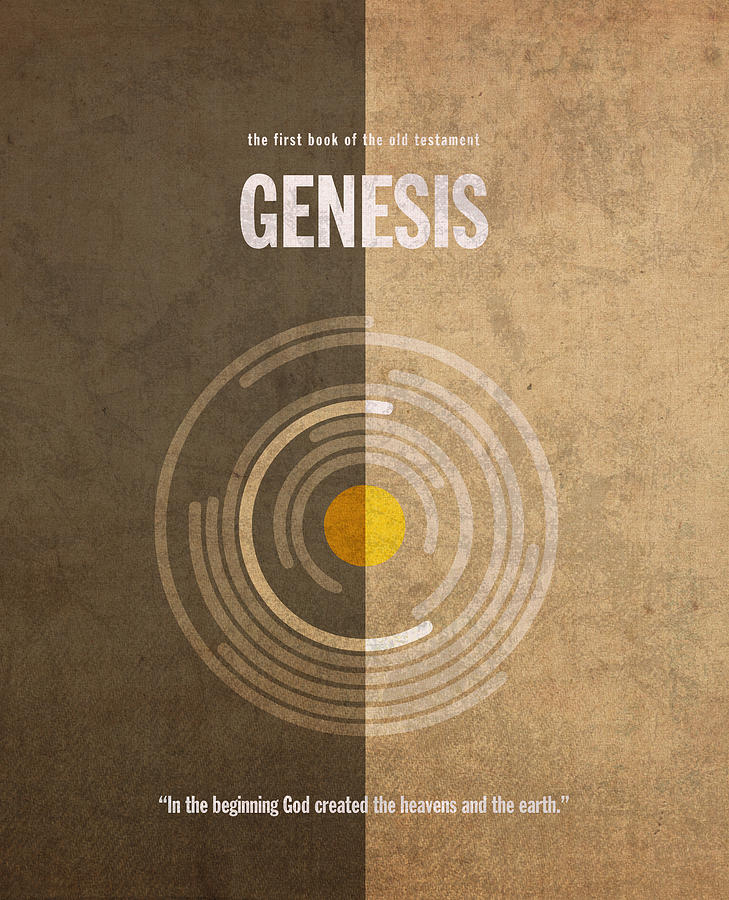 the first book of the old testament
GENESIS
“In the beginning God created the heavens and the earth.”